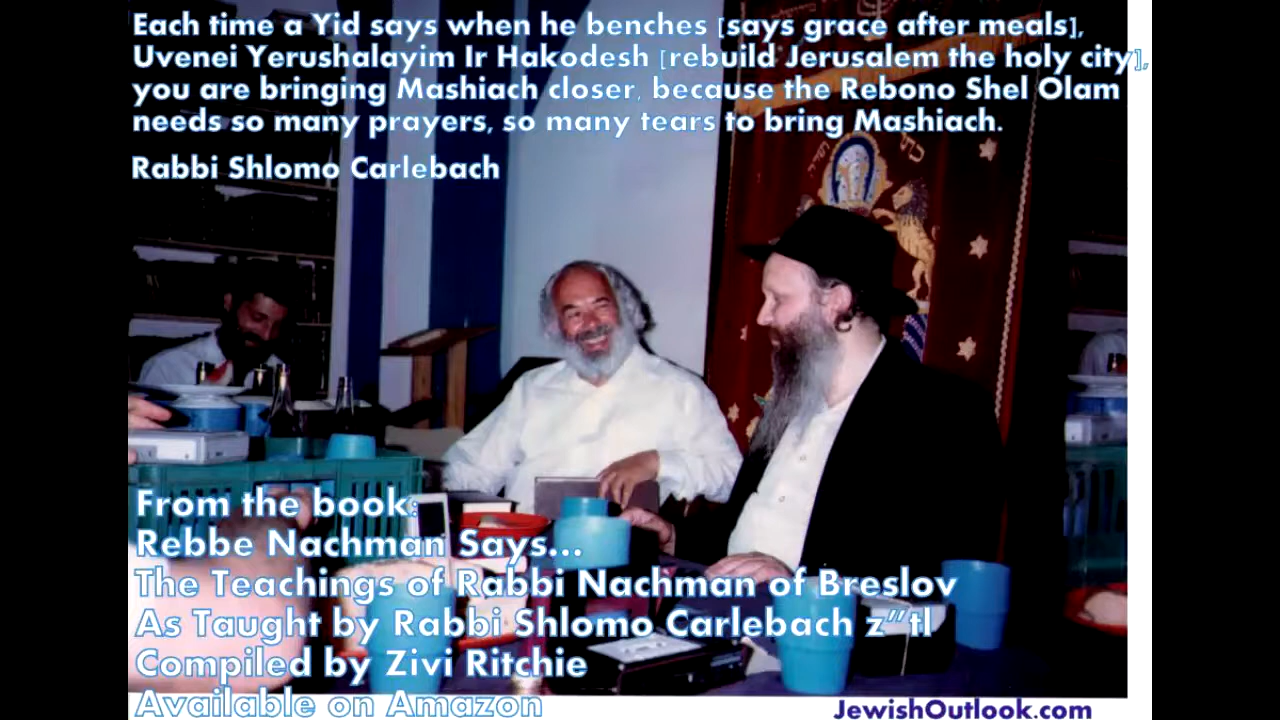 Each time a Yid says when he benches [says grace after meals],
Uvenei Yerushalayim Ir Hakodesh [rebuild Jerusalem the holy city],
you are bringing Mashiach closer, because the Rebono Shel Olam
needs so many prayers, so many tears to bring Mashiach.
Rabbi Shlomo Carlebach
From the book:
Rebbe Nachman Says...
The Teachings of Rabbi Nachman of Breslov
As Taught by Rabbi Shlomo Carlebach z”tl
Compiled by Zivi Ritchie
Available on Amazon
JewishOutlook.com